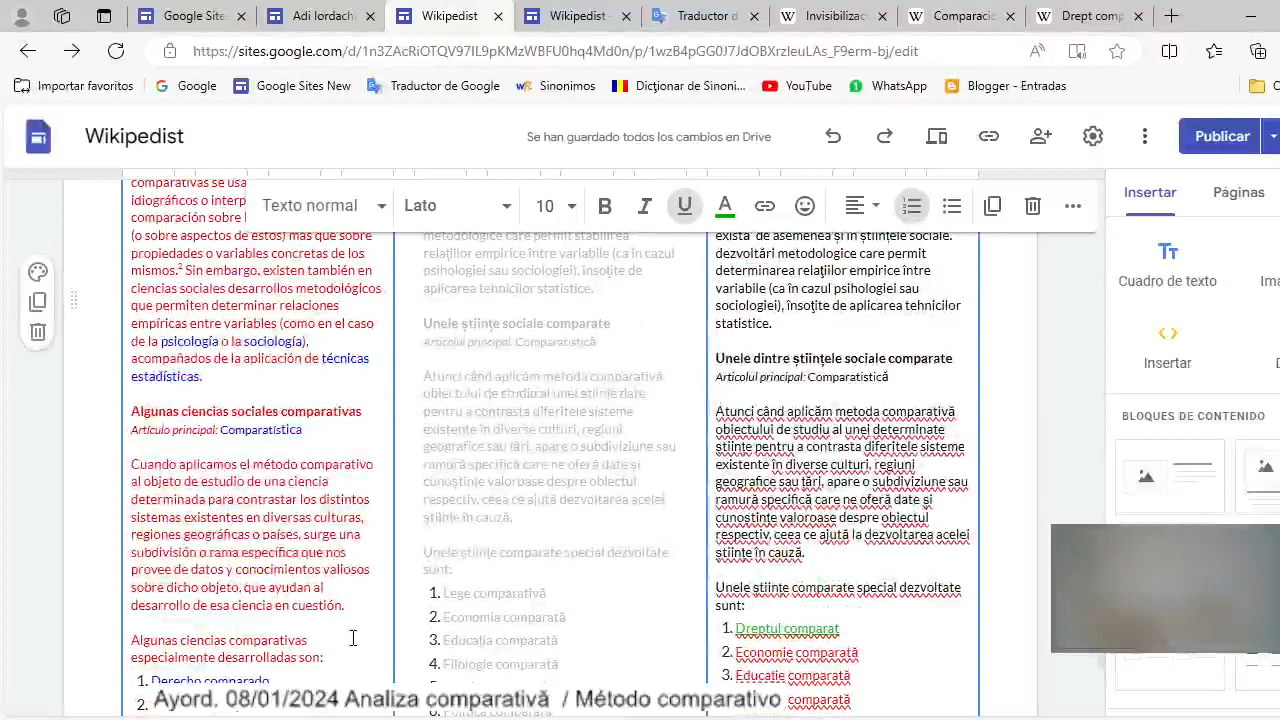 Google Site
Adi Iordach
Wikipedist
Wikipedist -
Traductor d
Invisibilizac
Comparació
Drept comp
https://sites.google.com/d/1n3ZAcRiOTQV97IL9pKMzWBFU0hq4Md0n/p/1wzB4pGG0J7JdOBXrzleuLAs_F9erm-bj/edit
Importar favoritos
Google
Google Sites New
Traductor de Google
Sinonimos
Dicţionar de Sinoni...
YouTube
WhatsApp
Blogger - Entradas
Wikipedist
Se han guardado todos los cambios en Drive
Publicar
Texto normal
Lato
10
Insertar
Páginas
Cuadro de texto
Imá
Insertar
BLOQUES DE CONTENIDO
comparativas se usa
idiográficos o interp
comparación sobre
(o sobre aspectos de estos) más que sobre
propiedades o variables concretas de los
mismos.² Sin embargo, existen también en
ciencias sociales desarrollos metodológicos
que permiten determinar relaciones
empíricas entre variables (como en el caso
de la psicología o la sociología),
acompañados de la aplicación de técnicas
estadísticas.
Algunas ciencias sociales comparativas
Artículo principal: Comparatística
Cuando aplicamos el método comparativo
al objeto de estudio de una ciencia
determinada para contrastar los distintos
sistemas existentes en diversas culturas,
regiones geográficas o países, surge una
subdivisión o rama específica que nos
provee de datos y conocimientos valiosos
sobre dicho objeto, que ayudan al
desarrollo de esa ciencia en cuestión.
Algunas ciencias comparativas
especialmente desarrolladas son:
1. Derecho comparado
2.
metodologice care permit stabilirea
relațiilor empirice între variabile (ca în cazul
psihologiei sau sociologiei), însoțite de
aplicarea tehnicilor statistice.
Unele științe sociale comparate
Articolul principal: Comparatistică
Atunci când aplicăm metoda comparativă
obiectului de studiu al unei științe date
pentru a contrasta diferitele sisteme
existente în diverse culturi, regiuni
geografice sau țări, apare o subdiviziune sau
ramură specifică care ne oferă date și
cunoștințe valoroase despre obiectul
respectiv, ceea ce ajută dezvoltarea acelei
științe în cauză.
Unele științe comparate special dezvoltate
sunt:
1. Lege comparativă
2. Economia comparată
3. Educația comparată
4. Filologie comparată
exista de asemenea și în științele sociale.
dezvoltări metodologice care permit
determinarea relațiilor empirice între
variabile (ca în cazul psihologiei sau
sociologiei), însoțite de aplicarea tehnicilor
statistice.
Unele dintre științele sociale comparate
Articolul principal: Comparatistică
Atunci când aplicăm metoda comparativă
obiectului de studiu al unei determinate
științe pentru a contrasta diferitele sisteme
existente în diverse culturi, regiuni
geografice sau țări, apare o subdiviziune sau
ramură specifică care ne oferă date și
cunoștințe valoroase despre obiectul
respectiv, ceea ce ajută la dezvoltarea acelei
științe în cauză.
Unele științe comparate special dezvoltate
sunt:
1. Dreptul comparat
2. Economie comparată
3. Educație comparată
comparată
Ayord. 08/01/2024 Analiza comparativă / Método comparativo